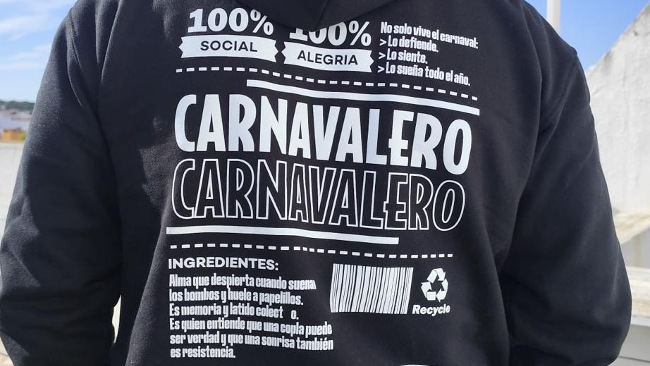 100%
SOCIAL
100%
ALEGRIA
No solo vive el carnaval:
> Lo defiende.
> Lo siente.
> Lo sueña todo el año.
CARNAVALERO
CARNAVALERO
INGREDIENTES:
Alma que despierta cuando suena
los bombos y huele a papelillos.
Es memoria y latido colect o.
Es quien entiende que una copla puede
ser verdad y que una sonrisa también
es resistencia.
Recycle